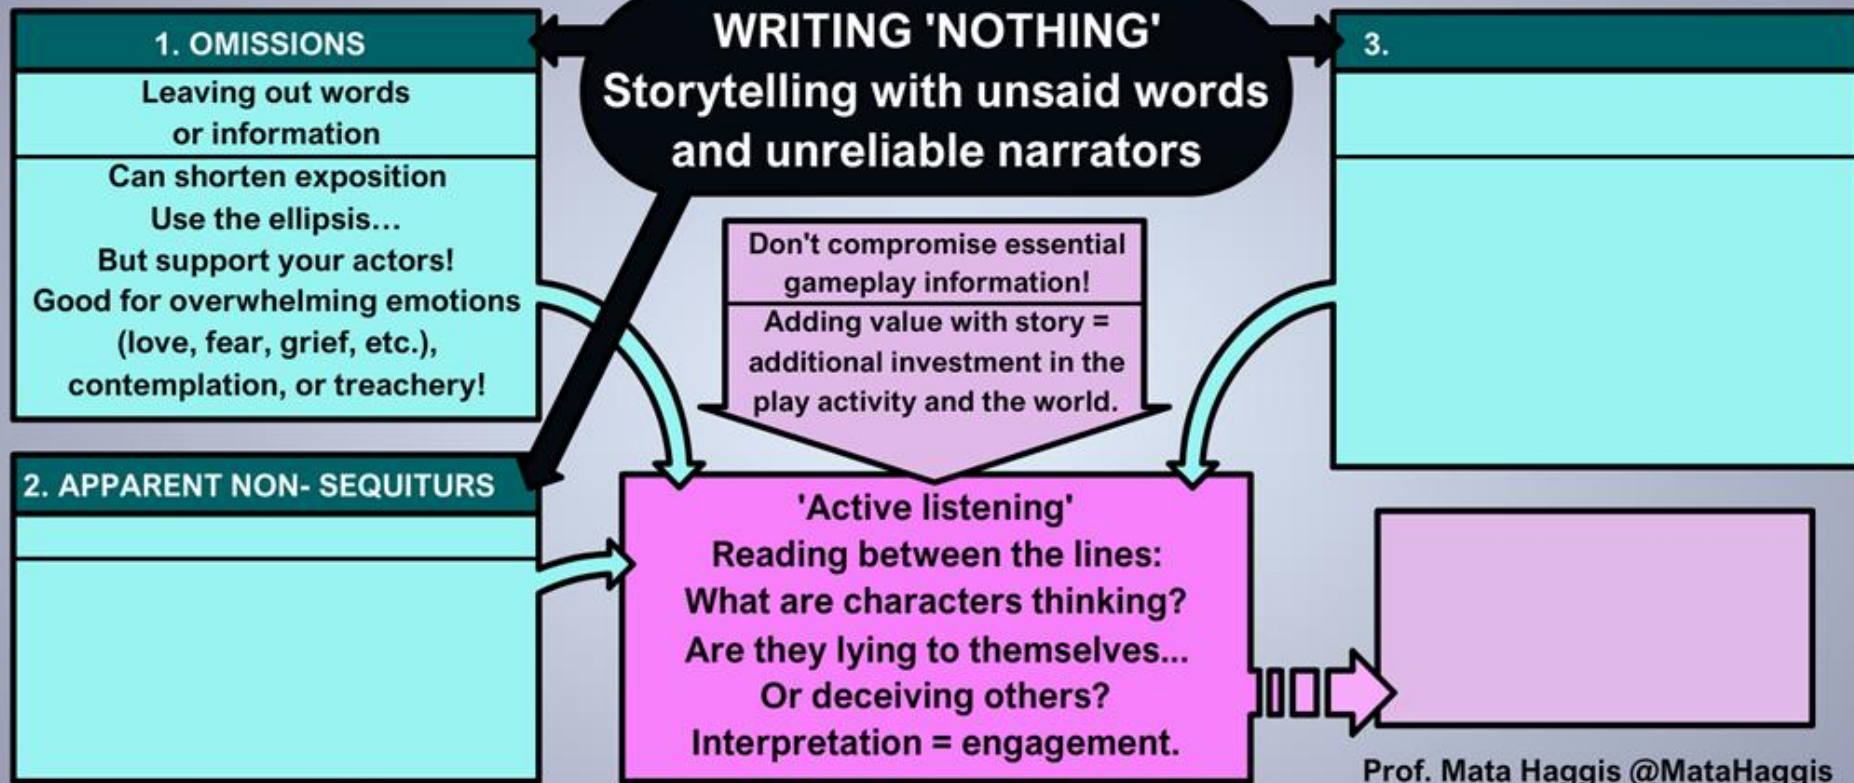 WRITING 'NOTHING'
Storytelling with unsaid words
and unreliable narrators
1. OMISSIONS
Leaving out words
or information
Can shorten exposition
Use the ellipsis...
But support your actors!
Good for overwhelming emotions
(love, fear, grief, etc.),
contemplation, or treachery!
2. APPARENT NON- SEQUITURS
3.
Don't compromise essential
gameplay information!
Adding value with story =
additional investment in the
play activity and the world.
'Active listening'
Reading between the lines:
What are characters thinking?
Are they lying to themselves...
Or deceiving others?
Interpretation = engagement.
Prof. Mata Haggis @MataHaggis